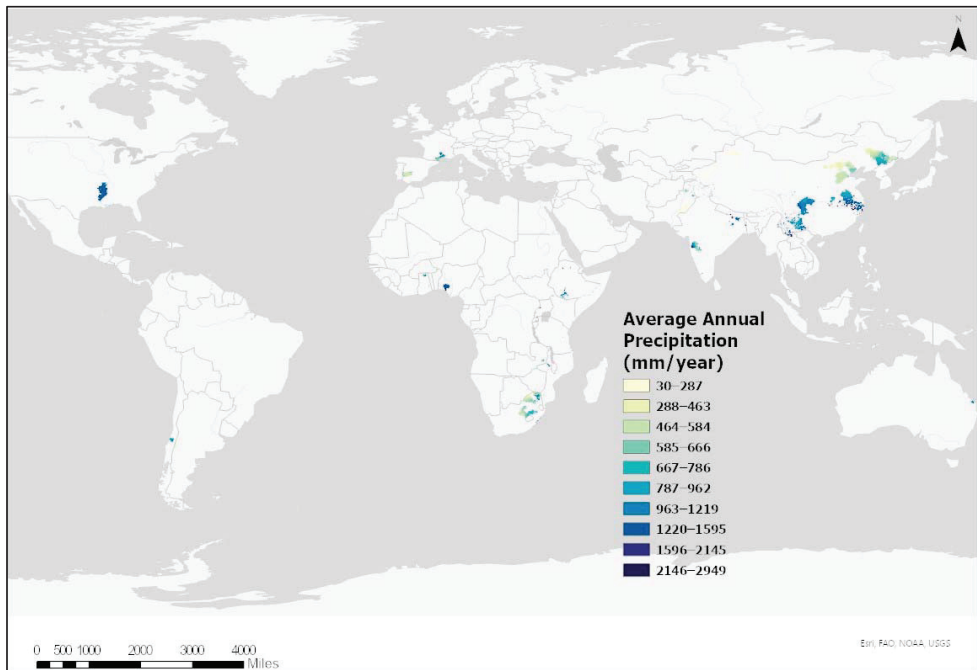 N
Average Annual
Precipitation
(mm/year)
30–287
288–463
464–584
585–666
667–786
787–962
963–1219
1220–1595
1596–2145
2146–2949
0 500 1000 2000 3000 4000
Miles
Esri, FAO, NOAA, USGS